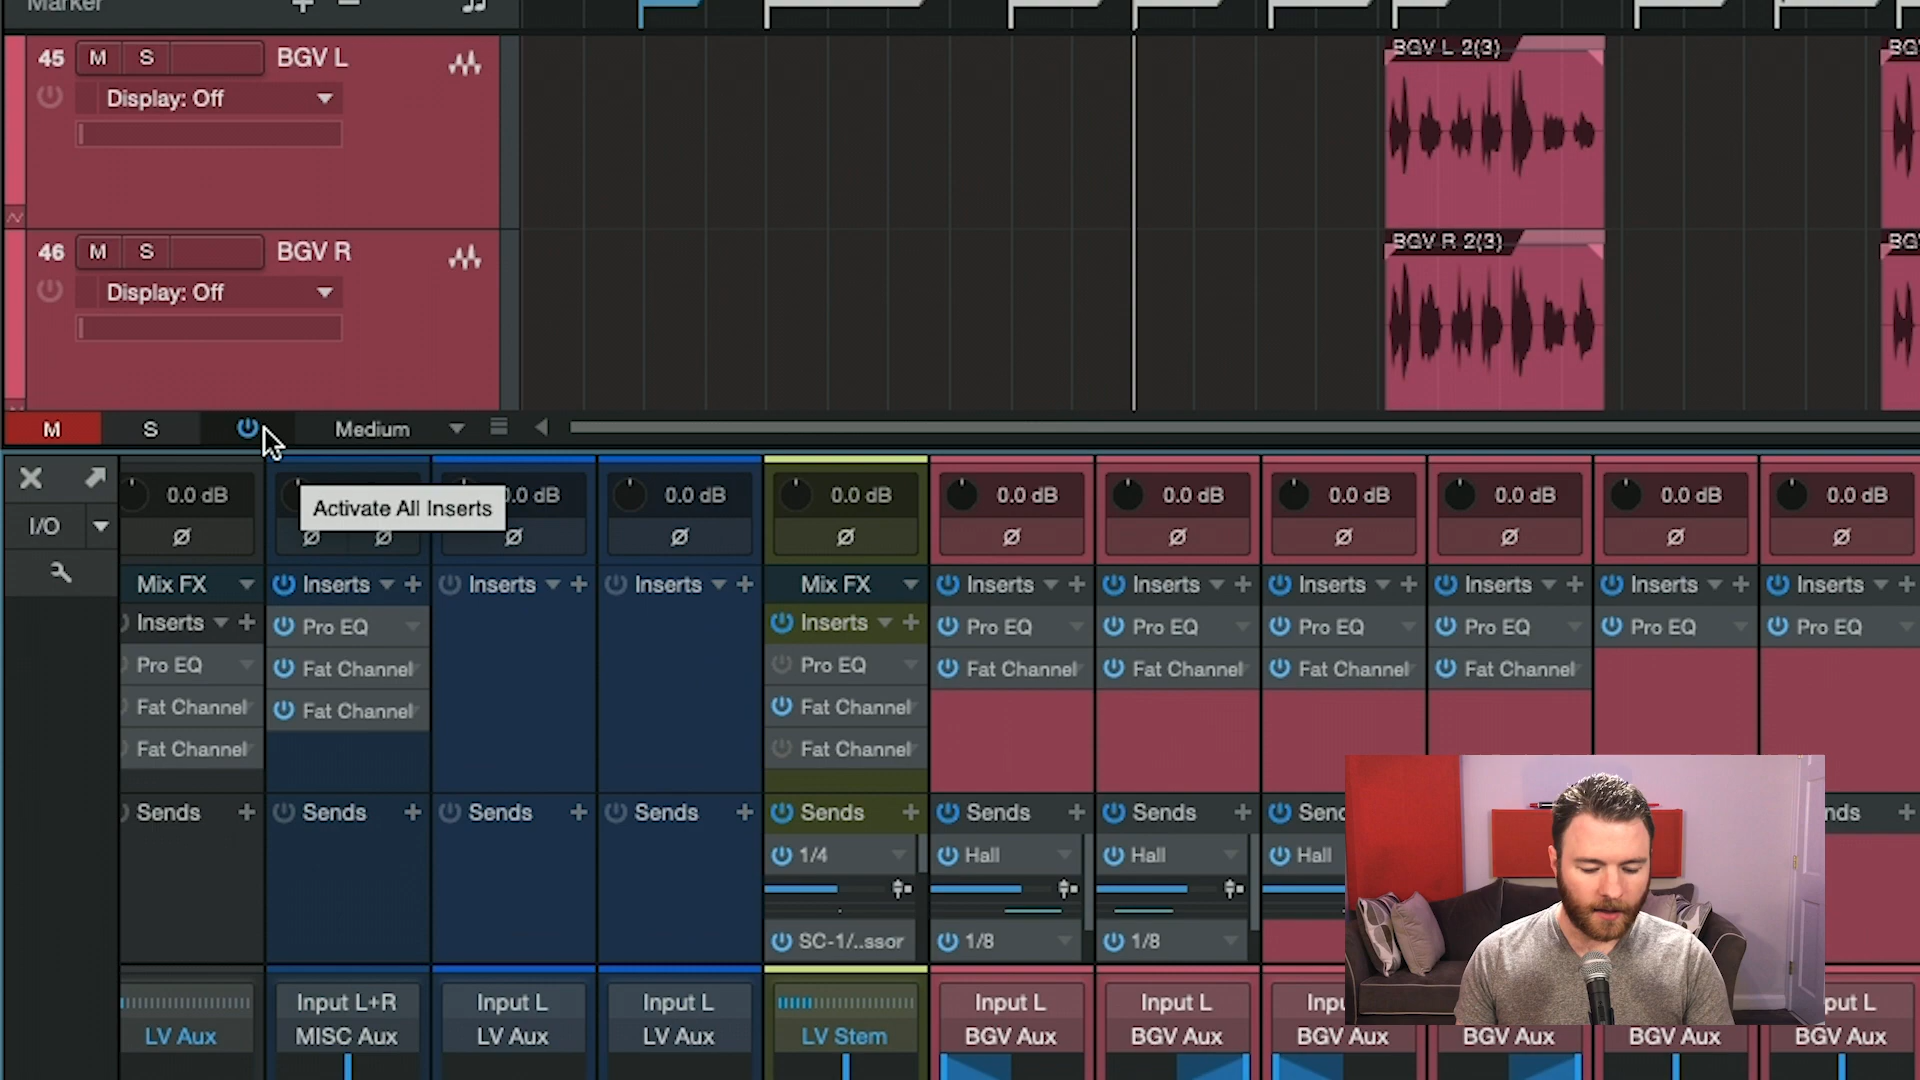 Marker
45 M S BGV L
Display: Off
BGV L 2(3)
46 M S BGV R
Display: Off
BGV R 2(3)
M S Medium
Activate All Inserts
I/O
0.0 dB 0.0 dB 0.0 dB 0.0 dB 0.0 dB 0.0 dB 0.0 dB 0.0 dB 0.0 dB
Ø Ø Ø Ø Ø Ø Ø Ø Ø Ø Ø Ø
Mix FX Inserts Inserts Inserts Mix FX Inserts Inserts Inserts Inserts Inserts Inserts
Inserts Pro EQ Inserts Pro EQ Pro EQ Pro EQ Pro EQ Pro EQ Pro EQ
Pro EQ Fat Channel Pro EQ Fat Channel Fat Channel Fat Channel Fat Channel
Fat Channel Fat Channel Fat Channel
Fat Channel Fat Channel
Sends Sends Sends Sends Sends Sends Sends
1/4 Hall Hall Hall
SC-1/..ssor 1/8 1/8
Input L+R Input L Input L Input L Input L
LV Aux MISC Aux LV Aux LV Aux LV Stem BGV Aux BGV Aux BGV Aux BGV Aux BGV Aux BGV Aux